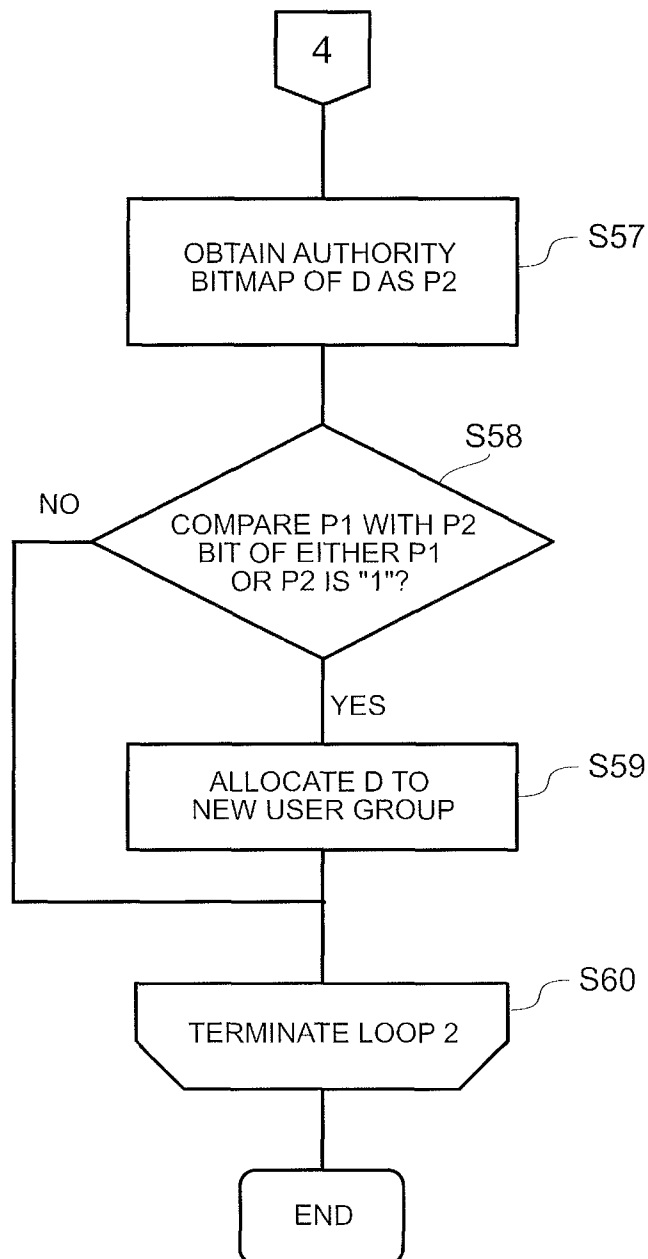 4
OBTAIN AUTHORITY
BITMAP OF D AS P2
S57
S58
NO
COMPARE P1 WITH P2
BIT OF EITHER P1
OR P2 IS "1"?
YES
ALLOCATE D TO
NEW USER GROUP
S59
S60
TERMINATE LOOP 2
END